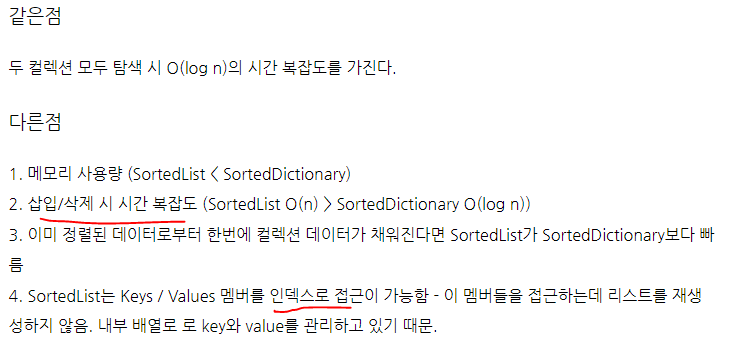 같은점
두 컬렉션 모두 탐색 시 O(log n)의 시간 복잡도를 가진다.
다른점
1. 메모리 사용량 (SortedList < SortedDictionary)
2. 삽입/삭제 시 시간 복잡도 (SortedList O(n) > SortedDictionary O(log n))
3. 이미 정렬된 데이터로부터 한번에 컬렉션 데이터가 채워진다면 SortedList가 SortedDictionary보다 빠
름
4. SortedList는 Keys / Values 멤버를 인덱스로 접근이 가능함 - 이 멤버들을 접근하는데 리스트를 재생
성하지 않음. 내부 배열로 로 key와 value를 관리하고 있기 때문.